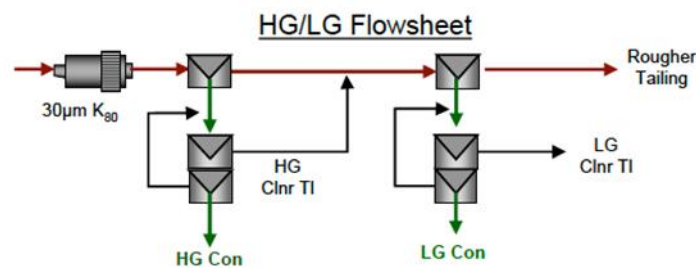 HG/LG Flowsheet
Rougher
Tailing
30µm K80
HG
Clnr Tl
LG
Clnr Tl
HG Con
LG Con